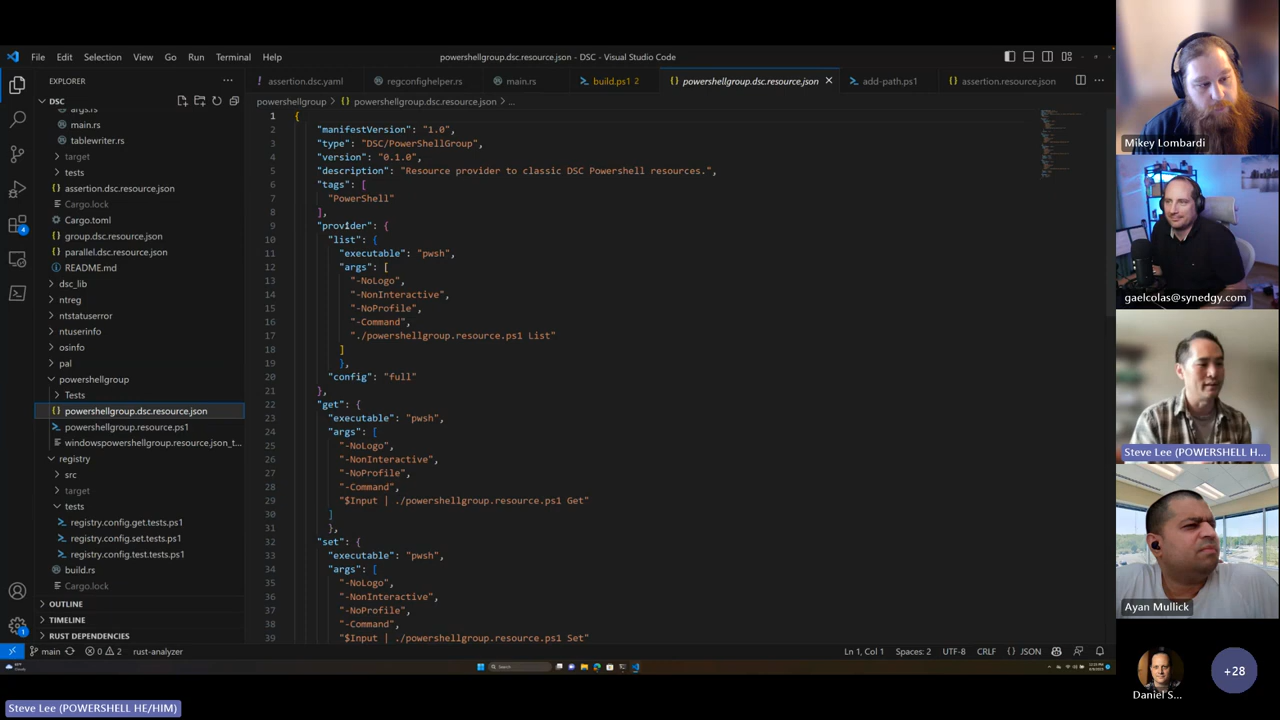 File Edit Selection View Go Run Terminal Help
powershellgroup.dsc.resource.json - DSC - Visual Studio Code
EXPLORER
DSC
args.rs
main.rs
tablewriter.rs
target
tests
assertion.dsc.resource.json
Cargo.lock
Cargo.toml
group.dsc.resource.json
parallel.dsc.resource.json
README.md
dsc_lib
ntreg
ntstatuserror
ntuserinfo
osinfo
pal
powershellgroup
Tests
powershellgroup.dsc.resource.json
powershellgroup.resource.ps1
windowspowershellgroup.resource.json_t...
registry
src
target
tests
registry.config.get.tests.ps1
registry.config.set.tests.ps1
registry.config.test.tests.ps1
build.rs
Cargo.lock
OUTLINE
TIMELINE
RUST DEPENDENCIES
assertion.dsc.yaml regconfighelper.rs main.rs build.ps1 2 powershellgroup.dsc.resource.json add-path.ps1 assertion.resource.json
powershellgroup > {} powershellgroup.dsc.resource.json > ...
1 {
2 "manifestVersion": "1.0",
3 "type": "DSC/PowerShellGroup",
4 "version": "0.1.0",
5 "description": "Resource provider to classic DSC Powershell resources.",
6 "tags": [
7 "PowerShell"
8 ],
9 "provider": {
10 "list": {
11 "executable": "pwsh",
12 "args": [
13 "-NoLogo",
14 "-NonInteractive",
15 "-NoProfile",
16 "-Command",
17 "./powershellgroup.resource.ps1 List"
18 ]
19 },
20 "config": "full"
21 },
22 "get": {
23 "executable": "pwsh",
24 "args": [
25 "-NoLogo",
26 "-NonInteractive",
27 "-NoProfile",
28 "-Command",
29 "$Input | ./powershellgroup.resource.ps1 Get"
30 ]
31 },
32 "set": {
33 "executable": "pwsh",
34 "args": [
35 "-NoLogo",
36 "-NonInteractive",
37 "-NoProfile",
38 "-Command",
39 "$Input | ./powershellgroup.resource.ps1 Set"
main 0 2 rust-analyzer
Ln 1, Col 1 Spaces: 2 UTF-8 CRLF {} JSON
Search
Steve Lee (POWERSHELL HE/HIM)
Mikey Lombardi
gaelcolas@synedgy.com
Steve Lee (POWERSHELL H...
Ayan Mullick
Daniel S...
+28